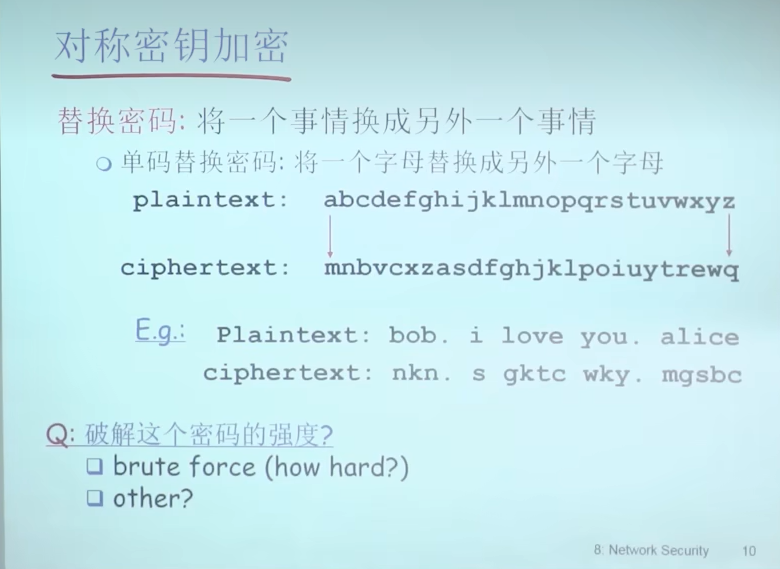 对称密钥加密
替换密码: 将一个事情换成另外一个事情
单码替换密码: 将一个字母替换成另外一个字母
plaintext: abcdefghijklmnopqrstuvwxyz
ciphertext: mnbvcxzasdfghjklpoiuytrewq
E.g.: Plaintext: bob. i love you. alice
ciphertext: nkn. s gktc wky. mgsbc
Q: 破解这个密码的强度?
brute force (how hard?)
other?
8: Network Security 10